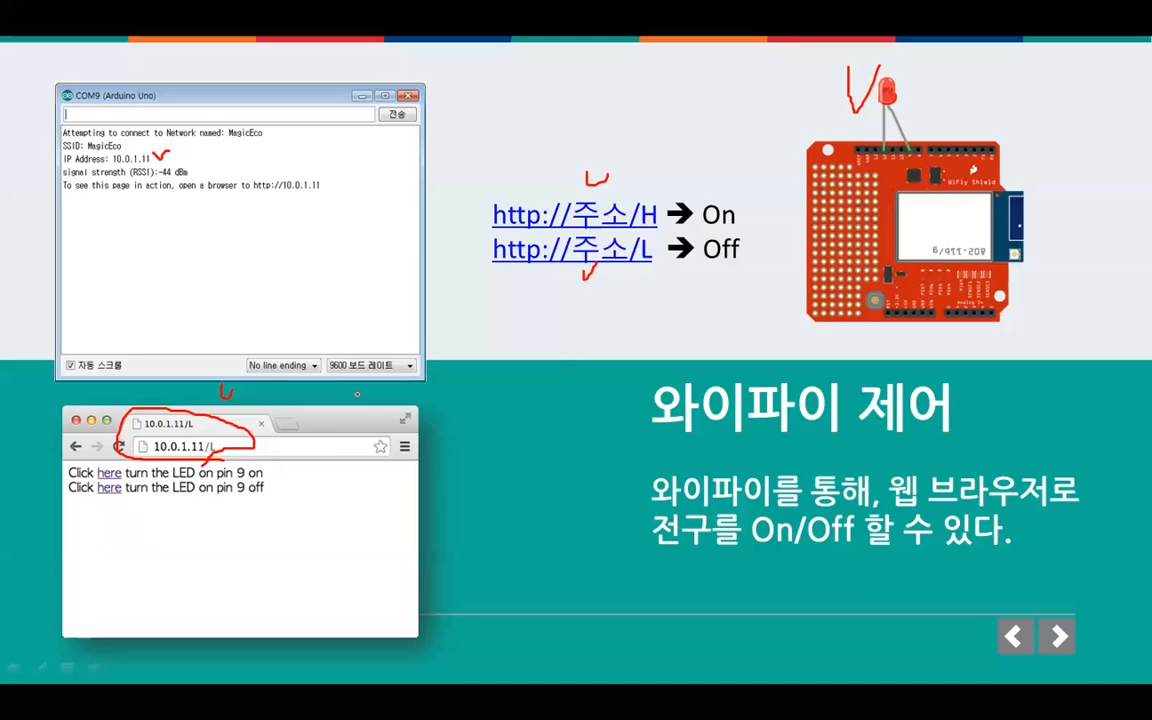 COM9 (Arduino Uno)
전송
Attempting to connect to Network named: MagicEco
SSID: MagicEco
IP Address: 10.0.1.11
signal strength (RSSI):-44 dBm
To see this page in action, open a browser to http://10.0.1.11
자동 스크롤
No line ending
9600 보드 레이트
http://주소/H ➔ On
http://주소/L ➔ Off
WiFly Shield
802.11b/g
Analog In
10.0.1.11/L
10.0.1.11/L
Click here turn the LED on pin 9 on
Click here turn the LED on pin 9 off
와이파이 제어
와이파이를 통해, 웹 브라우저로
전구를 On/Off 할 수 있다.